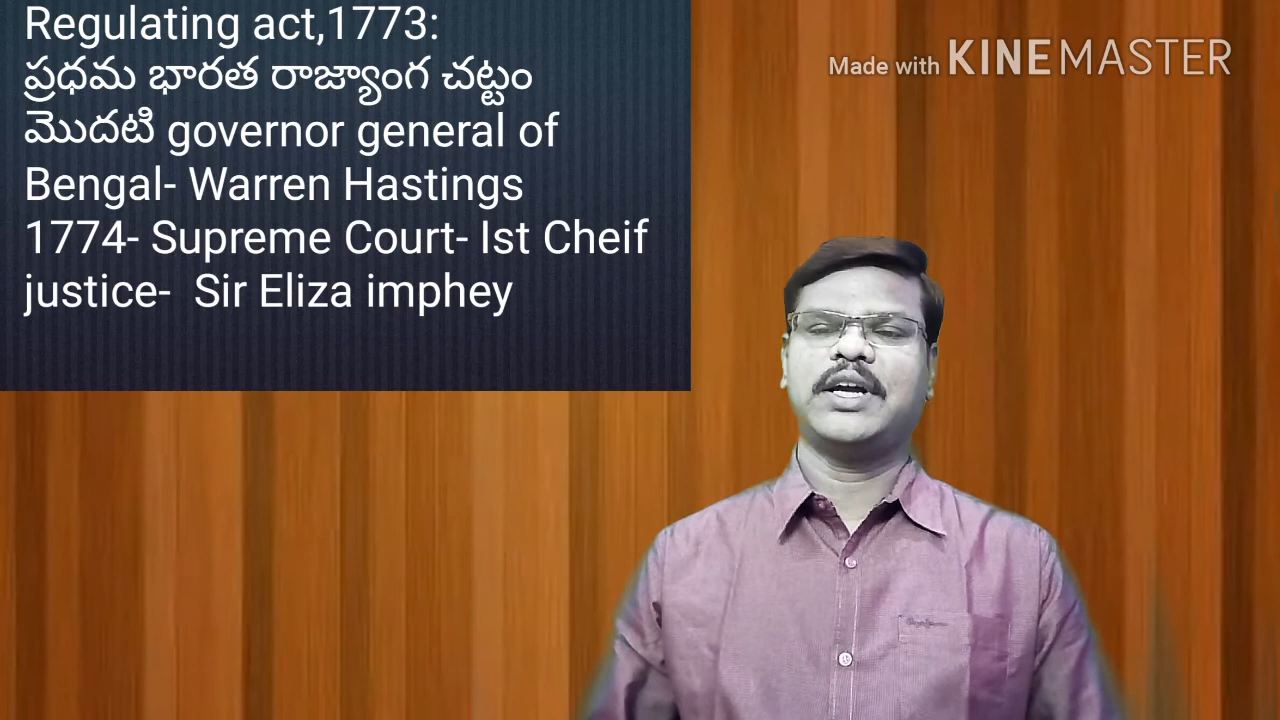 Regulating act,1773:
ప్రధమ భారత రాజ్యాంగ చట్టం
మొదటి governor general of
Bengal- Warren Hastings
1774- Supreme Court- Ist Cheif
justice-  Sir Eliza imphey
Made with KINEMASTER